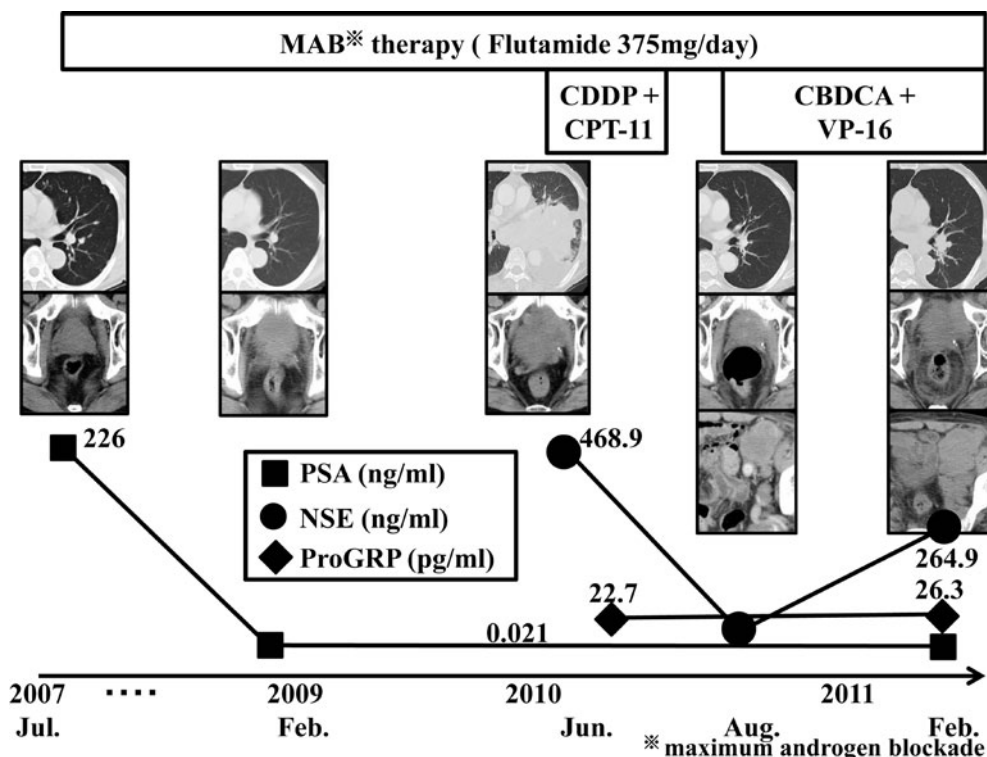 MAB※ therapy ( Flutamide 375mg/day)
CDDP +
CPT-11
CBDCA +
VP-16
226
468.9
PSA (ng/ml)
NSE (ng/ml)
ProGRP (pg/ml)
264.9
22.7
26.3
0.021
2007
2009
2010
2011
Jul.
Feb.
Jun.
Aug.
Feb.
※ maximum androgen blockade